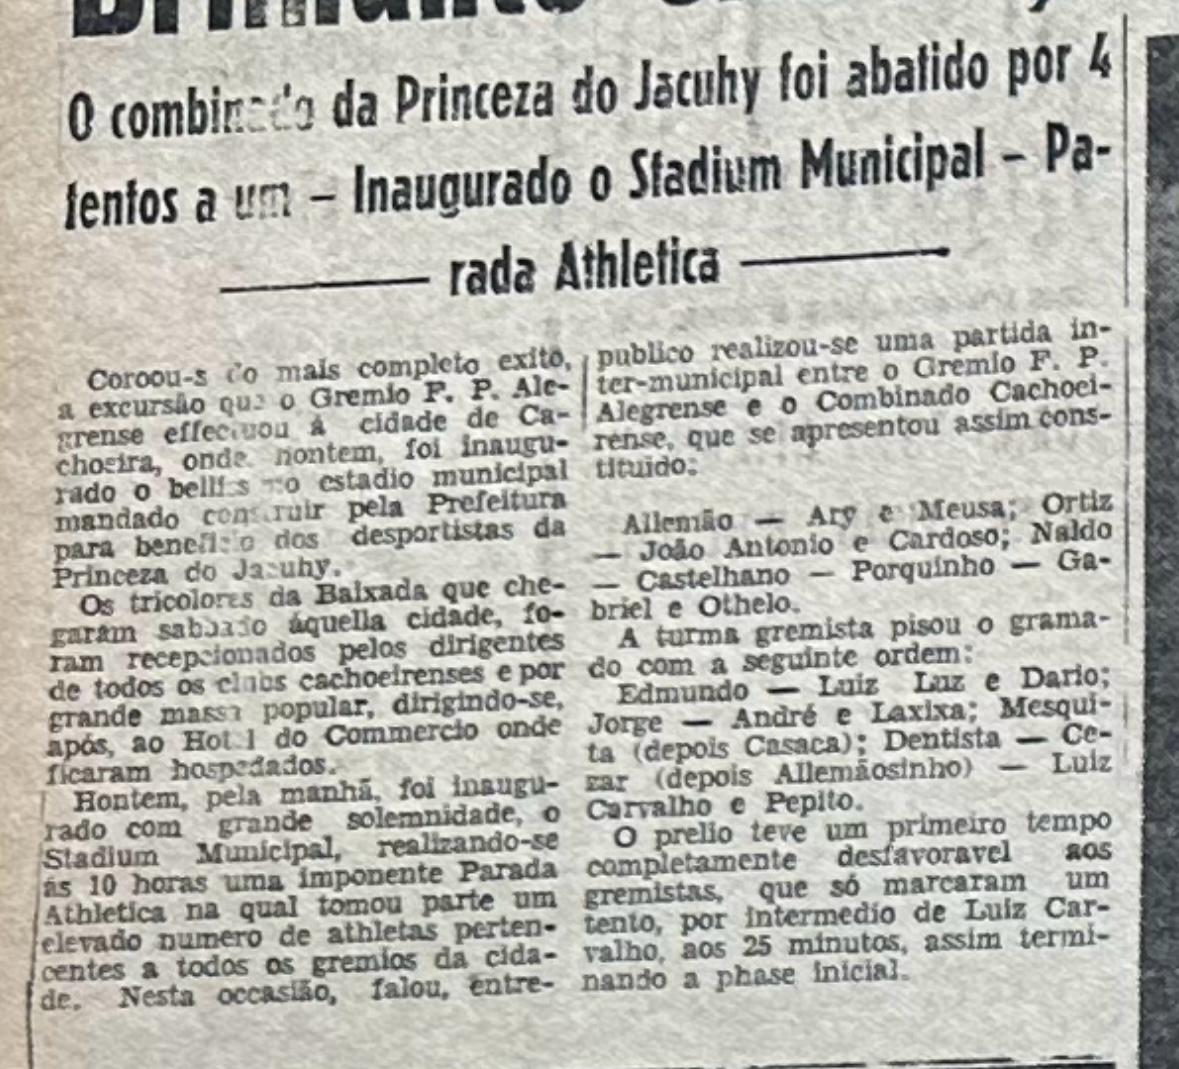 O combinado da Princeza do Jacuhy foi abatido por 4
tentos a um – Inaugurado o Stadium Municipal – Pa-
rada Athletica
Coroou-s do mais completo exito,
a excursão que o Gremio F. P. Ale-
grense effectuou á cidade de Ca-
choeira, onde, hontem, foi inaugu-
rado o bellissimo estadio municipal
mandado construir pela Prefeitura
para beneficio dos desportistas da
Princeza do Jacuhy.
Os tricolores da Baixada que che-
garam sabbado áquella cidade, fo-
ram recepcionados pelos dirigentes
de todos os clubs cachoeirenses e por
grande massa popular, dirigindo-se,
após, ao Hotel do Commercio onde
ficaram hospedados.
Hontem, pela manhã, foi inaugu-
rado com grande solemnidade, o
Stadium Municipal, realizando-se
ás 10 horas uma imponente Parada
Athletica na qual tomou parte um
elevado numero de athletas perten-
centes a todos os gremios da cida-
de. Nesta occasião, falou, entre-
publico realizou-se uma partida in-
ter-municipal entre o Gremio F. P.
Alegrense e o Combinado Cachoei-
rense, que se apresentou assim cons-
tituido:
Allemão — Ary e Meusa; Ortiz
— João Antonio e Cardoso; Naldo
— Castelhano — Porquinho — Ga-
briel e Othelo.
A turma gremista pisou o grama-
do com a seguinte ordem:
Edmundo — Luiz Luz e Dario;
Jorge — André e Laxixa; Mesqui-
ta (depois Casaca); Dentista — Ce-
zar (depois Allemãosinho) — Luiz
Carvalho e Pepito.
O prelio teve um primeiro tempo
completamente desfavoravel aos
gremistas, que só marcaram um
tento, por intermedio de Luiz Car-
valho, aos 25 minutos, assim termi-
nando a phase inicial.